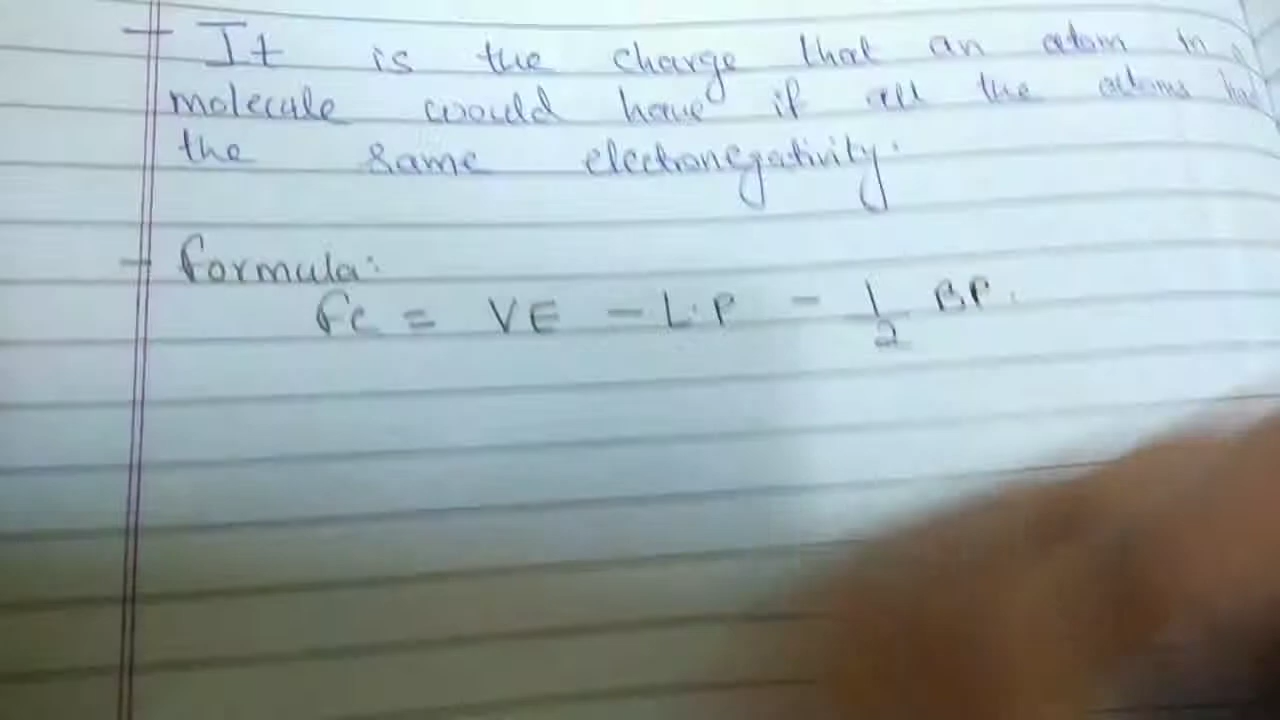 - It is the charge that an atom in
molecule would have if all the atoms had
the same electronegativity.
- formula:
fc = VE - L.P - 1/2 BP.